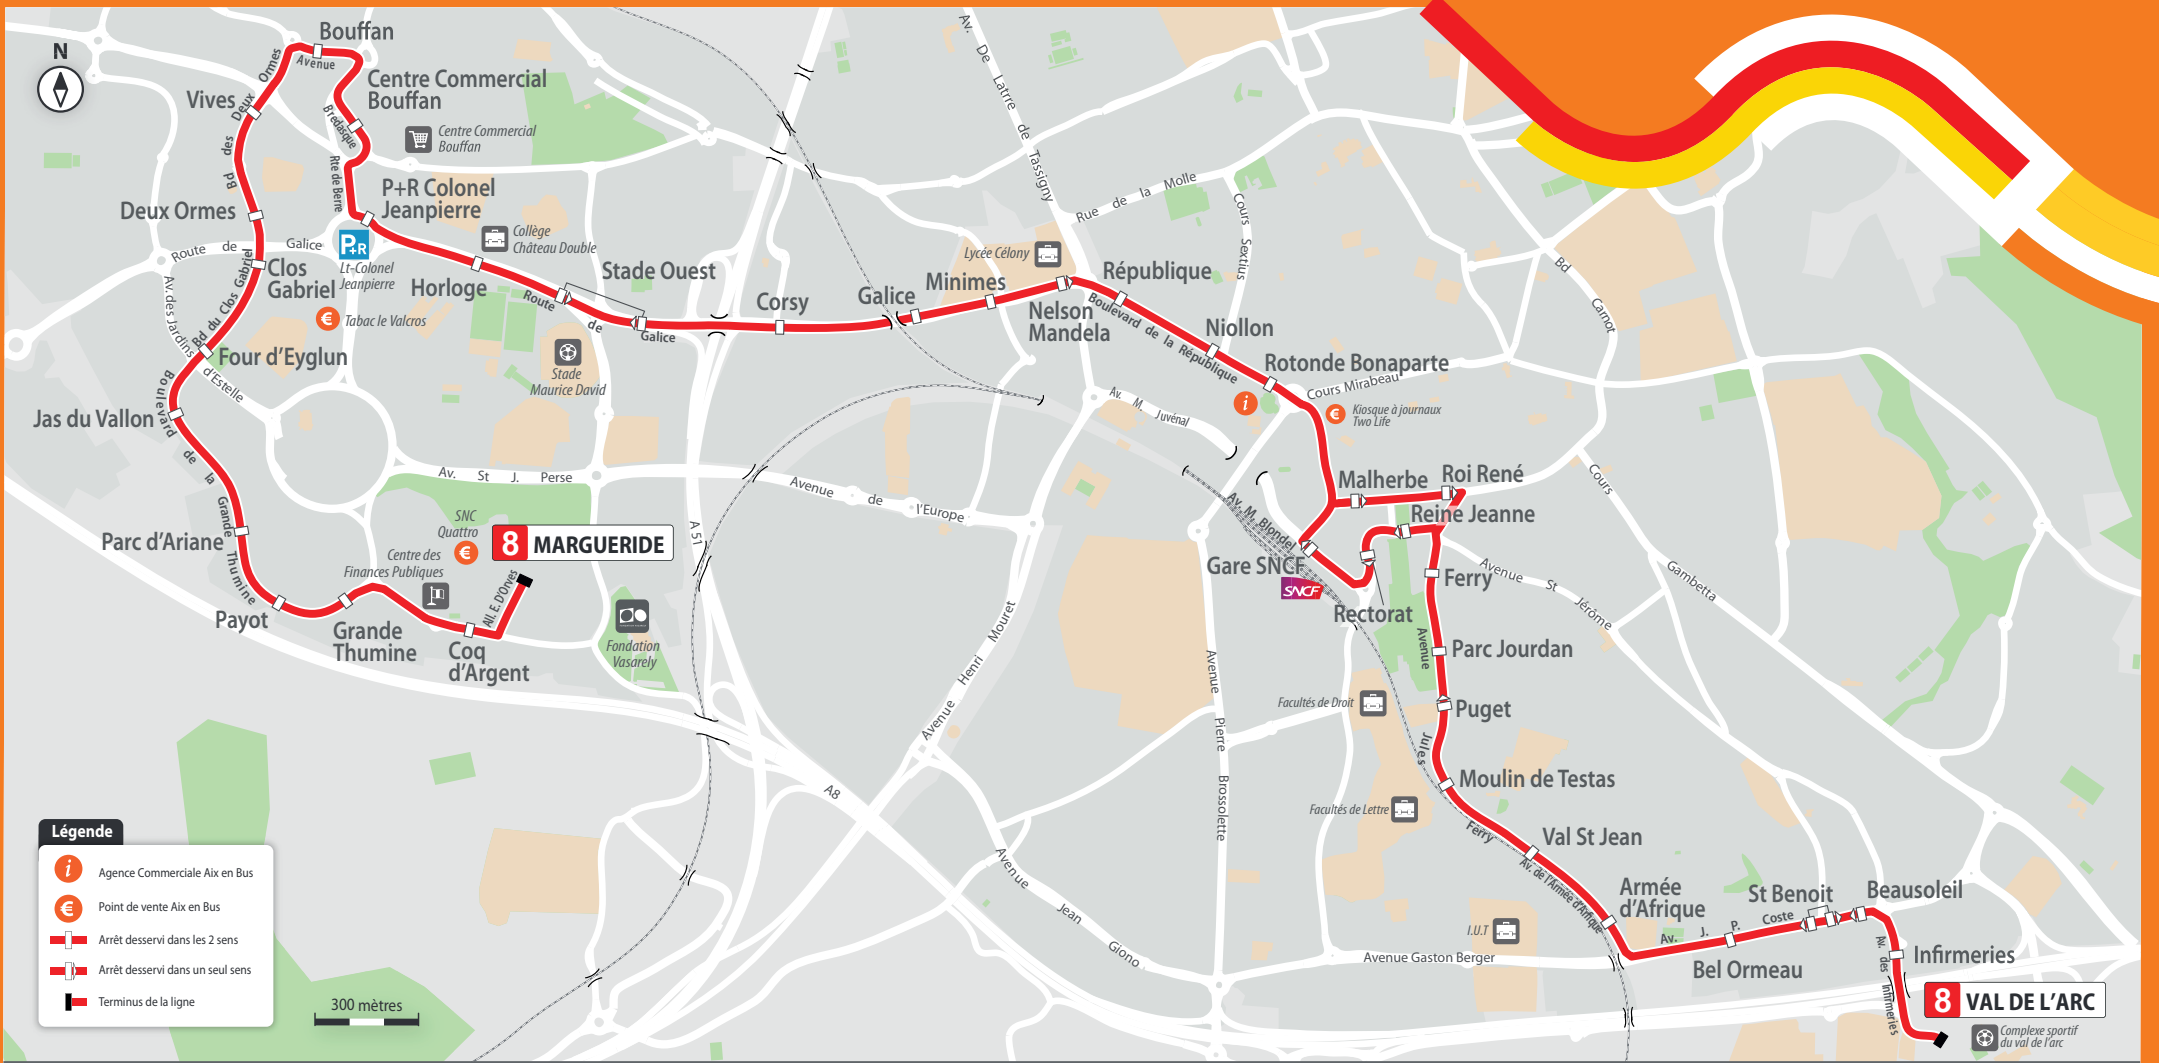 N
Bouffan
Avenue
Bd des Deux Ormes
Vives
Centre Commercial
Bouffan
Bredasque
Centre Commercial
Bouffan
Rte de Berre
P+R Colonel
Jeanpierre
Deux Ormes
Route de Galice
P+R
Lt-Colonel
Jeanpierre
Collège
Château Double
Clos
Gabriel
Bd du Clos Gabriel
Av. des Jardins d'Estelle
€ Tabac le Valcros
Horloge
Stade Ouest
Route de Galice
Four d'Eyglun
Stade
Maurice David
Jas du Vallon
Boulevard de la Grande Thumine
Parc d'Ariane
Payot
Grande
Thumine
Coq
d'Argent
Av. St J. Perse
SNC
Quattro
€
Centre des
Finances Publiques
8 MARGUERIDE
All. E. D'Orves
Fondation
Vasarely
A 51
Corsy
Galice
Minimes
Lycée Célony
Nelson
Mandela
République
Av. De Lattre de Tassigny
Rue de la Molle
Cours Sextius
Boulevard de la République
Niollon
Rotonde Bonaparte
i
Cours Mirabeau
€ Kiosque à journaux
Two Life
Bd Carnot
Av. M. Juvénal
Avenue de l'Europe
Malherbe
Roi René
Reine Jeanne
Av. M. Blondel
Gare SNCF
SNCF
Rectorat
Cours Gambetta
Avenue St Jérôme
Ferry
Avenue Jules Ferry
Parc Jourdan
Puget
Facultés de Droit
Moulin de Testas
Facultés de Lettre
Val St Jean
Av. de l'Armée d'Afrique
Armée
d'Afrique
Avenue Henri Mouret
Avenue Pierre Brossolette
A8
Avenue Jean Giono
I.U.T
Avenue Gaston Berger
Av. J. P. Coste
Bel Ormeau
St Benoit
Beausoleil
Infirmeries
Av. des Infirmeries
8 VAL DE L'ARC
Complexe sportif
du val de l'arc
Légende
i Agence Commerciale Aix en Bus
€ Point de vente Aix en Bus
Arrêt desservi dans les 2 sens
Arrêt desservi dans un seul sens
Terminus de la ligne
300 mètres